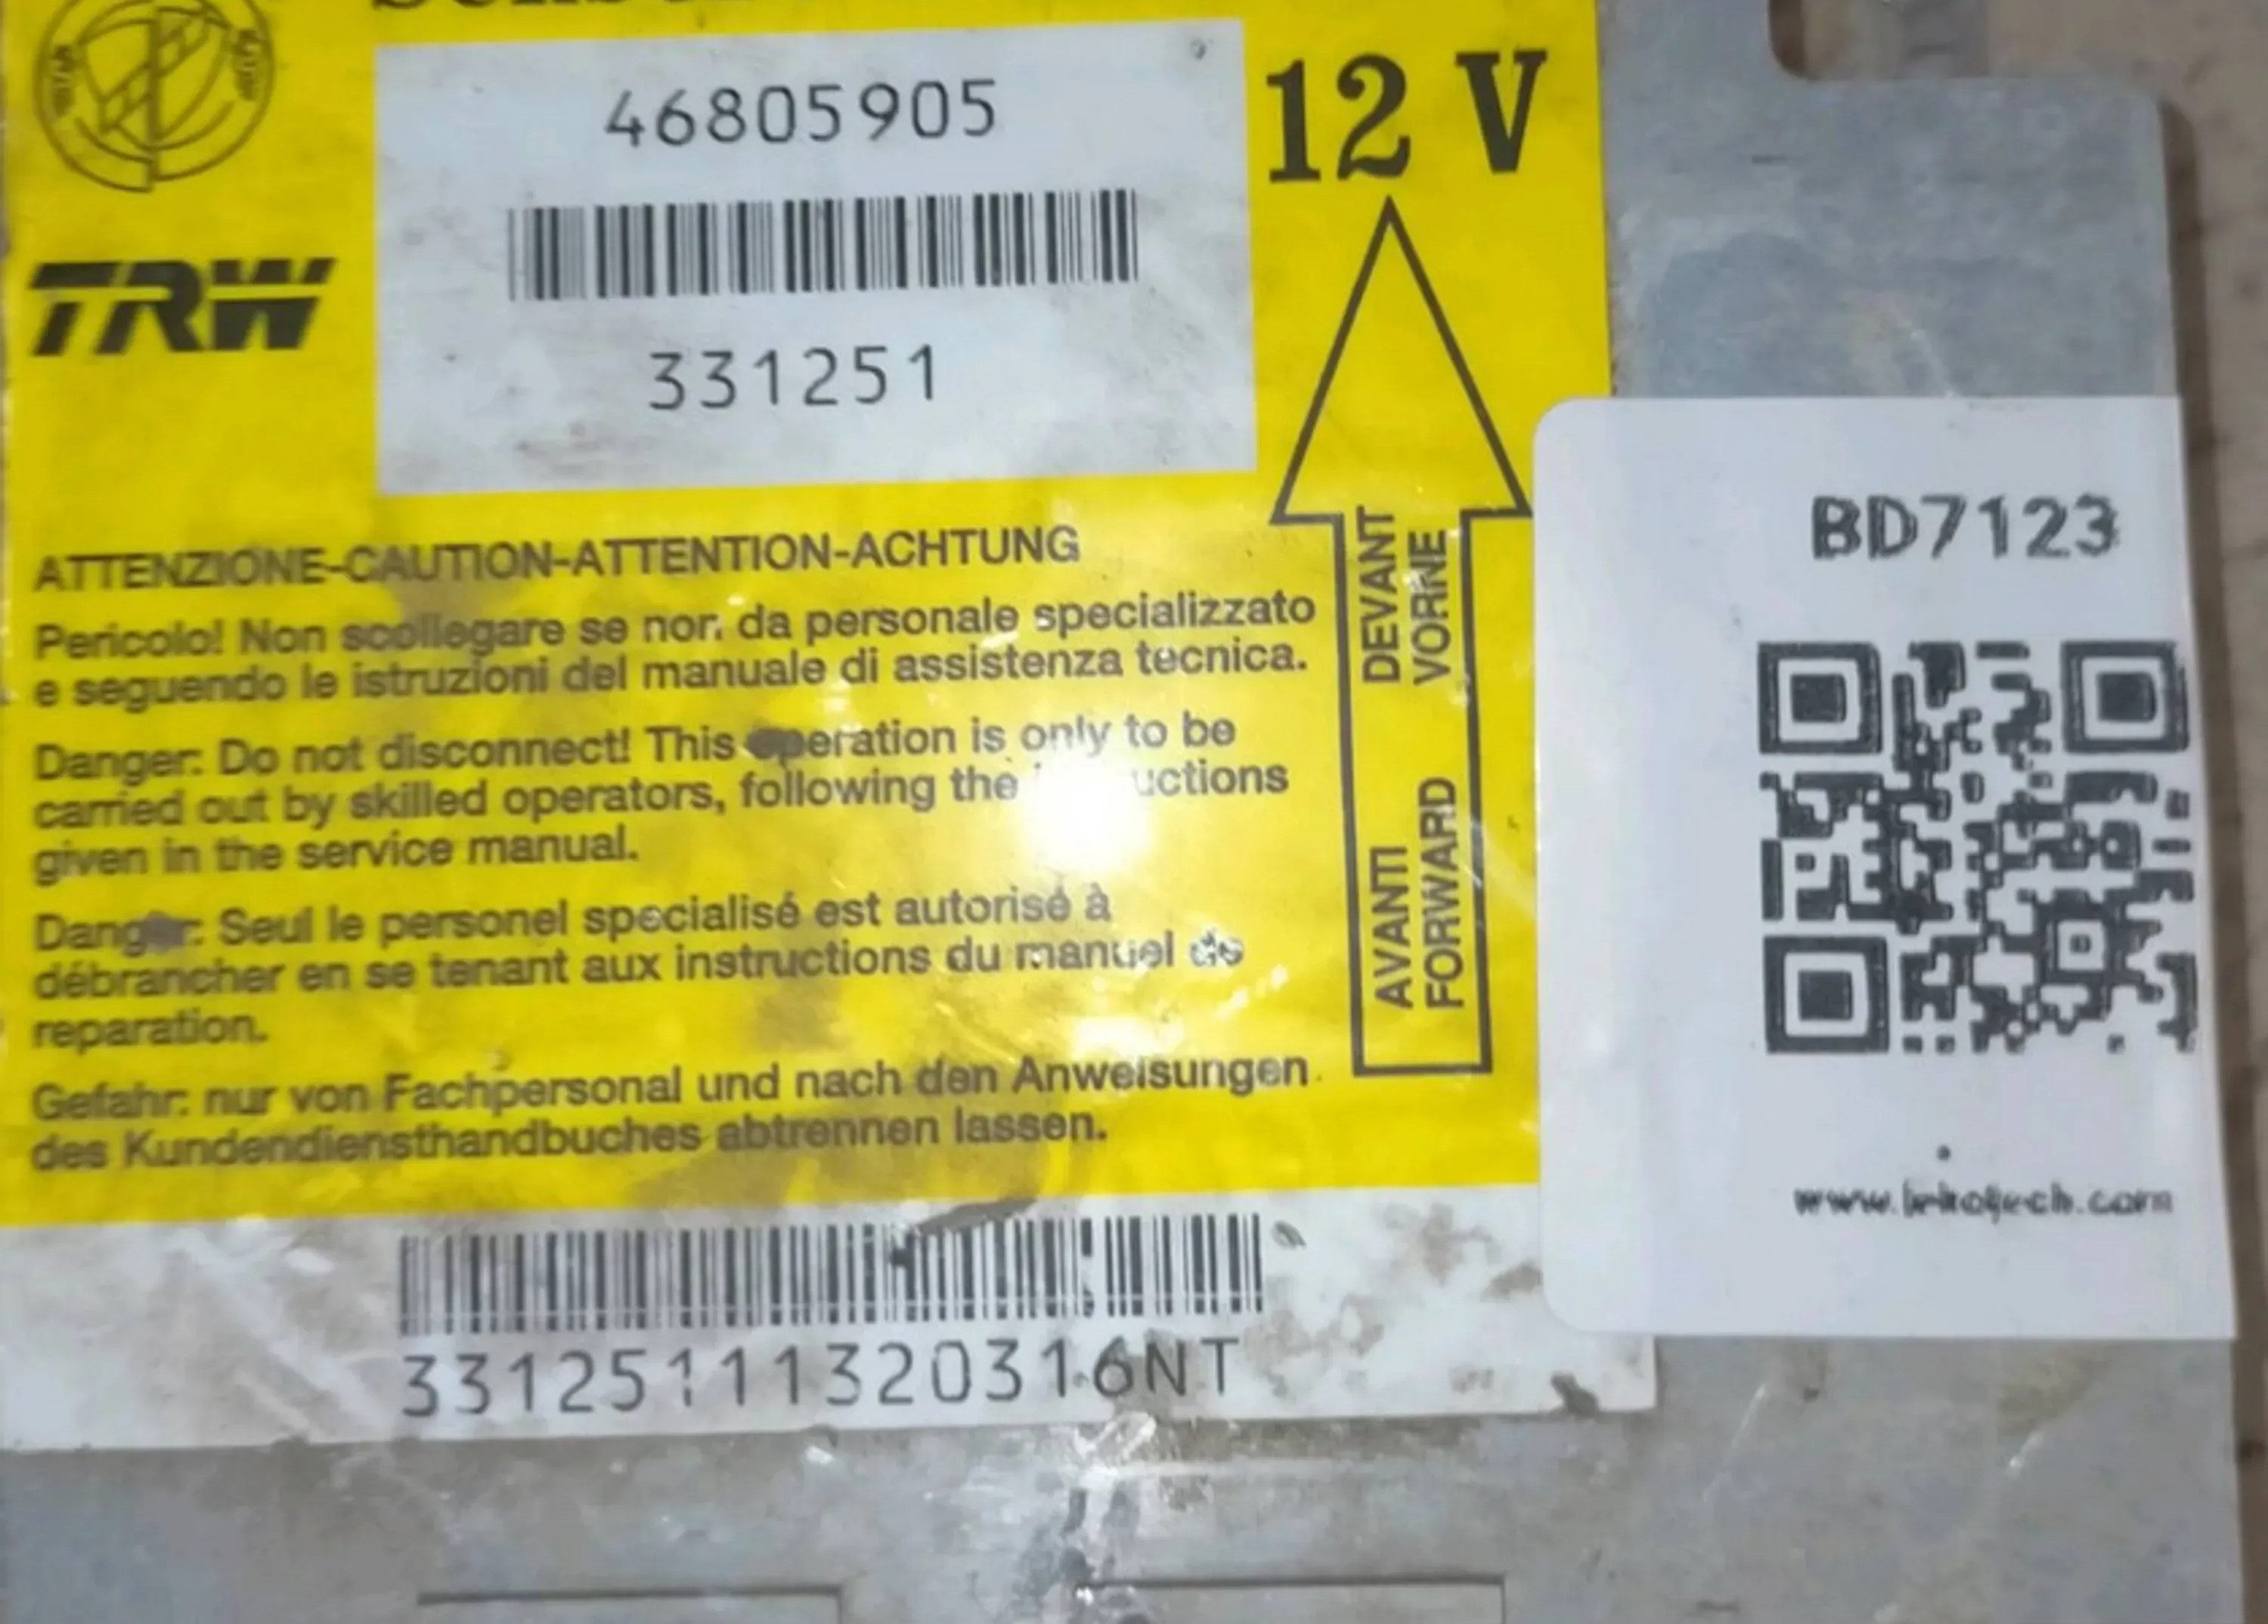 46805905
12 V
TRW
331251
ATTENZIONE-CAUTION-ATTENTION-ACHTUNG
Pericolo! Non scollegare se non da personale specializzato
e seguendo le istruzioni del manuale di assistenza tecnica.
Danger: Do not disconnect! This operation is only to be
carried out by skilled operators, following the
given in the service manual.
Danger: Seul le personel specialisé est autorisé à
débrancher en se tenant aux instructions du manuel de
reparation.
Gefahr: nur von Fachpersonal und nach den Anweisungen
des Kundendiensthandbuches abtrennen lassen.
DEVANT
VORNE
AVANTI
FORWARD
33125111320316NT
BD7123